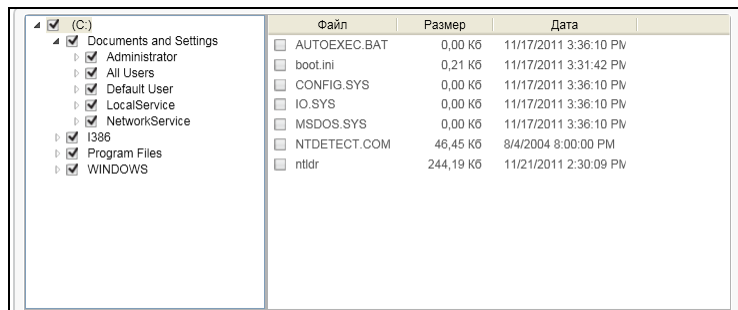 (C:)
Documents and Settings
Administrator
All Users
Default User
LocalService
NetworkService
I386
Program Files
WINDOWS
Файл Размер Дата
AUTOEXEC.BAT 0,00 Кб 11/17/2011 3:36:10 PM
boot.ini 0,21 Кб 11/17/2011 3:31:42 PM
CONFIG.SYS 0,00 Кб 11/17/2011 3:36:10 PM
IO.SYS 0,00 Кб 11/17/2011 3:36:10 PM
MSDOS.SYS 0,00 Кб 11/17/2011 3:36:10 PM
NTDETECT.COM 46,45 Кб 8/4/2004 8:00:00 PM
ntldr 244,19 Кб 11/21/2011 2:30:09 PM